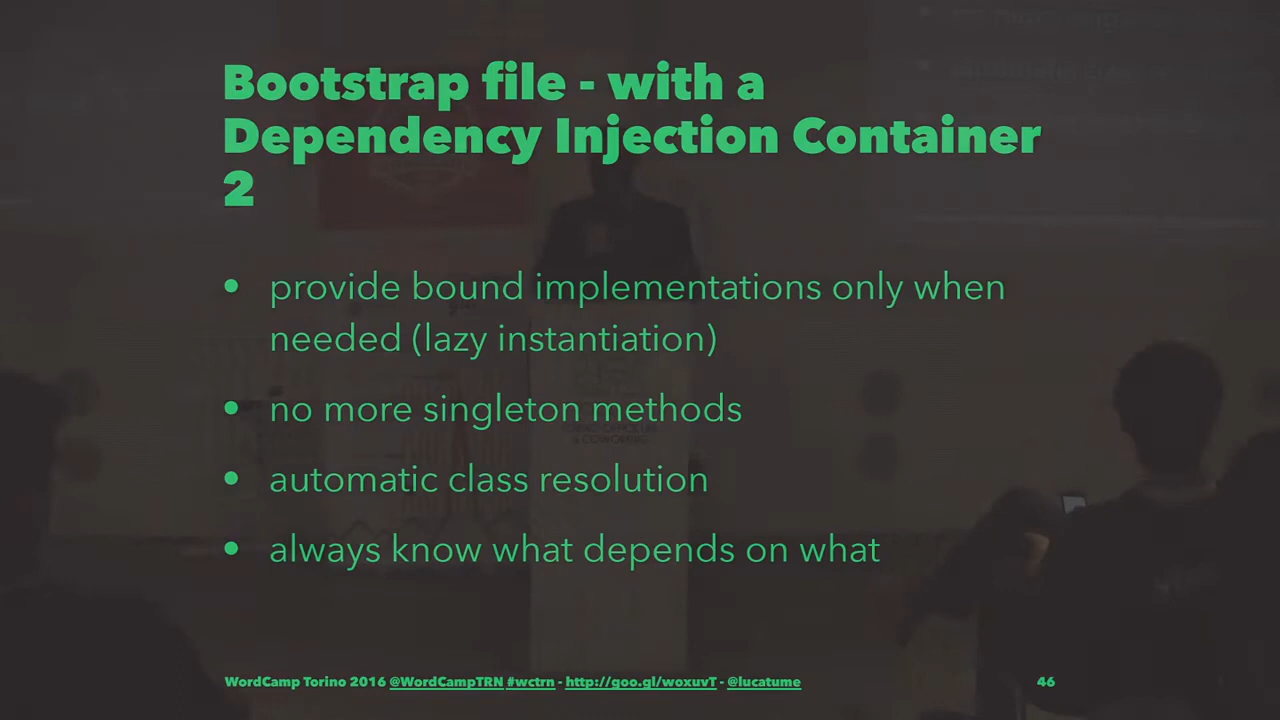 Bootstrap file - with a
Dependency Injection Container
2
• provide bound implementations only when
needed (lazy instantiation)
• no more singleton methods
• automatic class resolution
• always know what depends on what
WordCamp Torino 2016 @WordCampTRN #wctrn - http://goo.gl/woxuvT - @lucatume
46